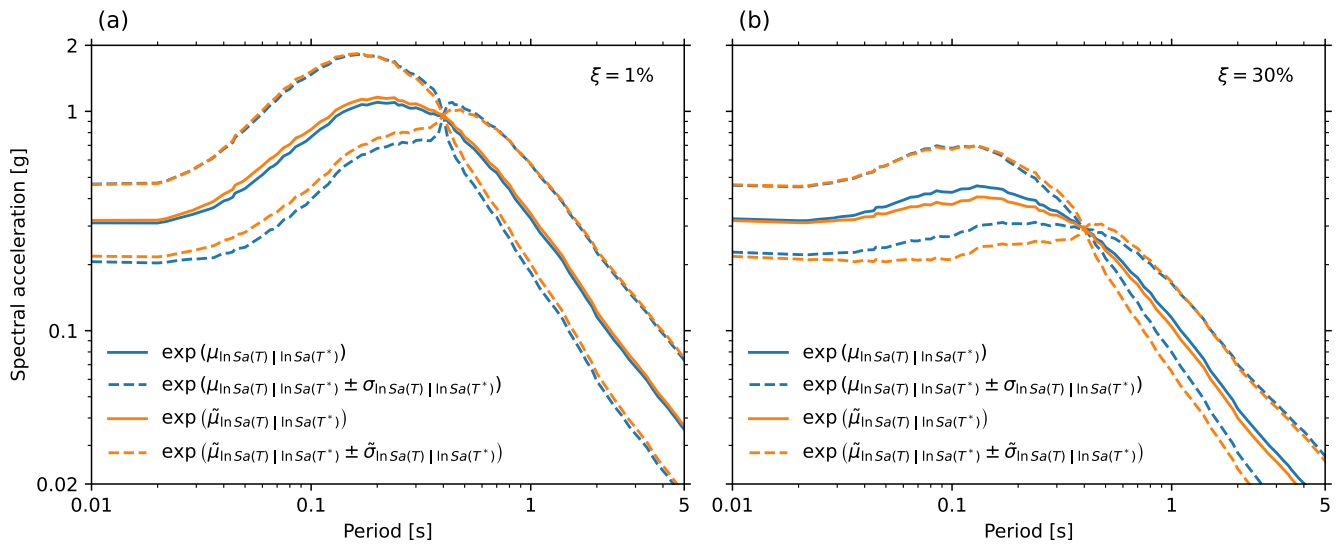 (a)
ξ = 1%
Spectral acceleration [g]
2
1
0.1
0.02
exp (μ_{ln Sa(T) | ln Sa(T*)})
exp (μ_{ln Sa(T) | ln Sa(T*)} ± σ_{ln Sa(T) | ln Sa(T*)})
exp (μ̃_{ln Sa(T) | ln Sa(T*)})
exp (μ̃_{ln Sa(T) | ln Sa(T*)} ± σ̃_{ln Sa(T) | ln Sa(T*)})
0.01
0.1
1
5
Period [s]
(b)
ξ = 30%
exp (μ_{ln Sa(T) | ln Sa(T*)})
exp (μ_{ln Sa(T) | ln Sa(T*)} ± σ_{ln Sa(T) | ln Sa(T*)})
exp (μ̃_{ln Sa(T) | ln Sa(T*)})
exp (μ̃_{ln Sa(T) | ln Sa(T*)} ± σ̃_{ln Sa(T) | ln Sa(T*)})
0.01
0.1
1
5
Period [s]